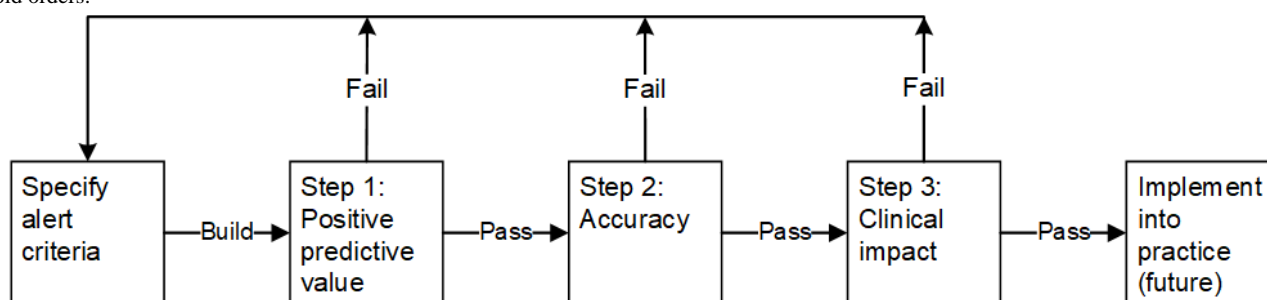 Fail Fail Fail
Specify
alert
criteria
Build
Step 1:
Positive
predictive
value
Pass
Step 2:
Accuracy
Pass
Step 3:
Clinical
impact
Pass
Implement
into
practice
(future)